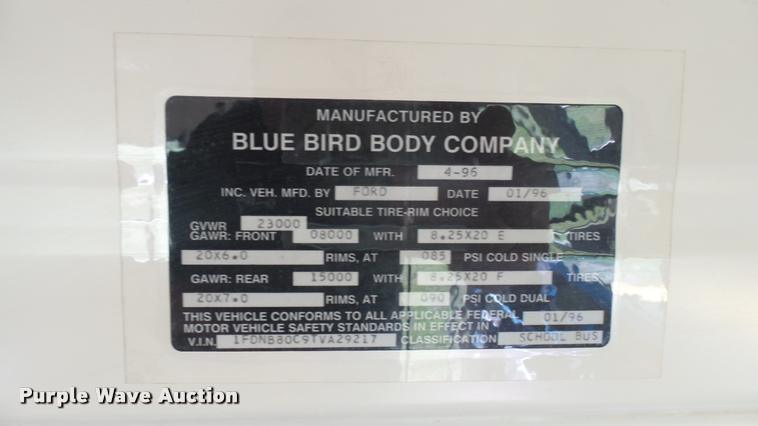 MANUFACTURED BY
BLUE BIRD BODY COMPANY
DATE OF MFR. 4-96
INC. VEH. MFD. BY FORD DATE 01/96
SUITABLE TIRE-RIM CHOICE
GVWR 23000
GAWR: FRONT 08000 WITH 8.25X20 E TIRES
20X6.0 RIMS, AT 085 PSI COLD SINGLE
GAWR: REAR 15000 WITH 8.25X20 F TIRES
20X7.0 RIMS, AT 090 PSI COLD DUAL
THIS VEHICLE CONFORMS TO ALL APPLICABLE FEDERAL 01/96
MOTOR VEHICLE SAFETY STANDARDS IN EFFECT IN
V.I.N. 1FDNB80C9TVA29217 CLASSIFICATION SCHOOL BUS
Purple Wave Auction